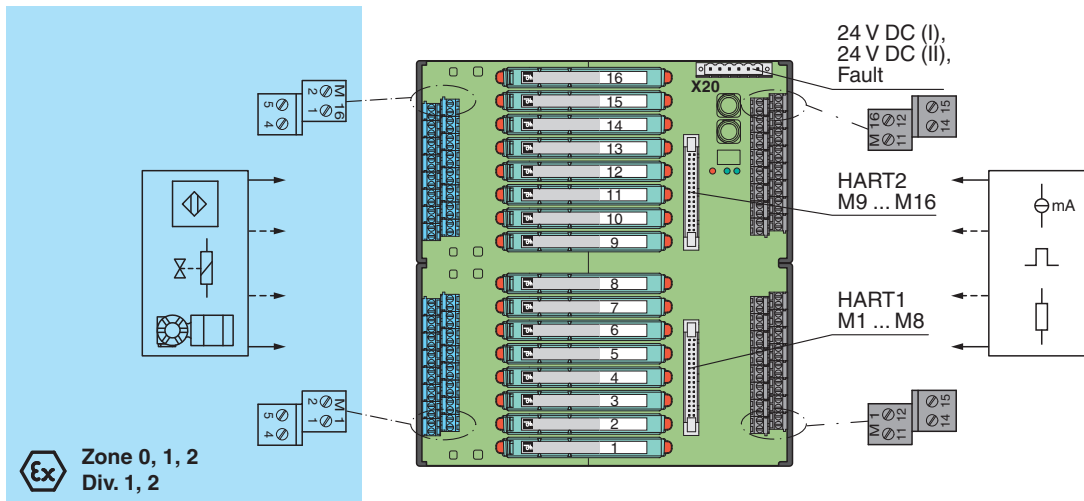 24 V DC (I),
24 V DC (II),
Fault
X20
16
15
14
13
12
11
10
9
8
7
6
5
4
3
2
1
M 16
2 1
5 4
M 16
12 11
15 14
HART2
M9 ... M16
mA
HART1
M1 ... M8
M 1
2 1
5 4
M 1
12 11
15 14
Ex
Zone 0, 1, 2
Div. 1, 2